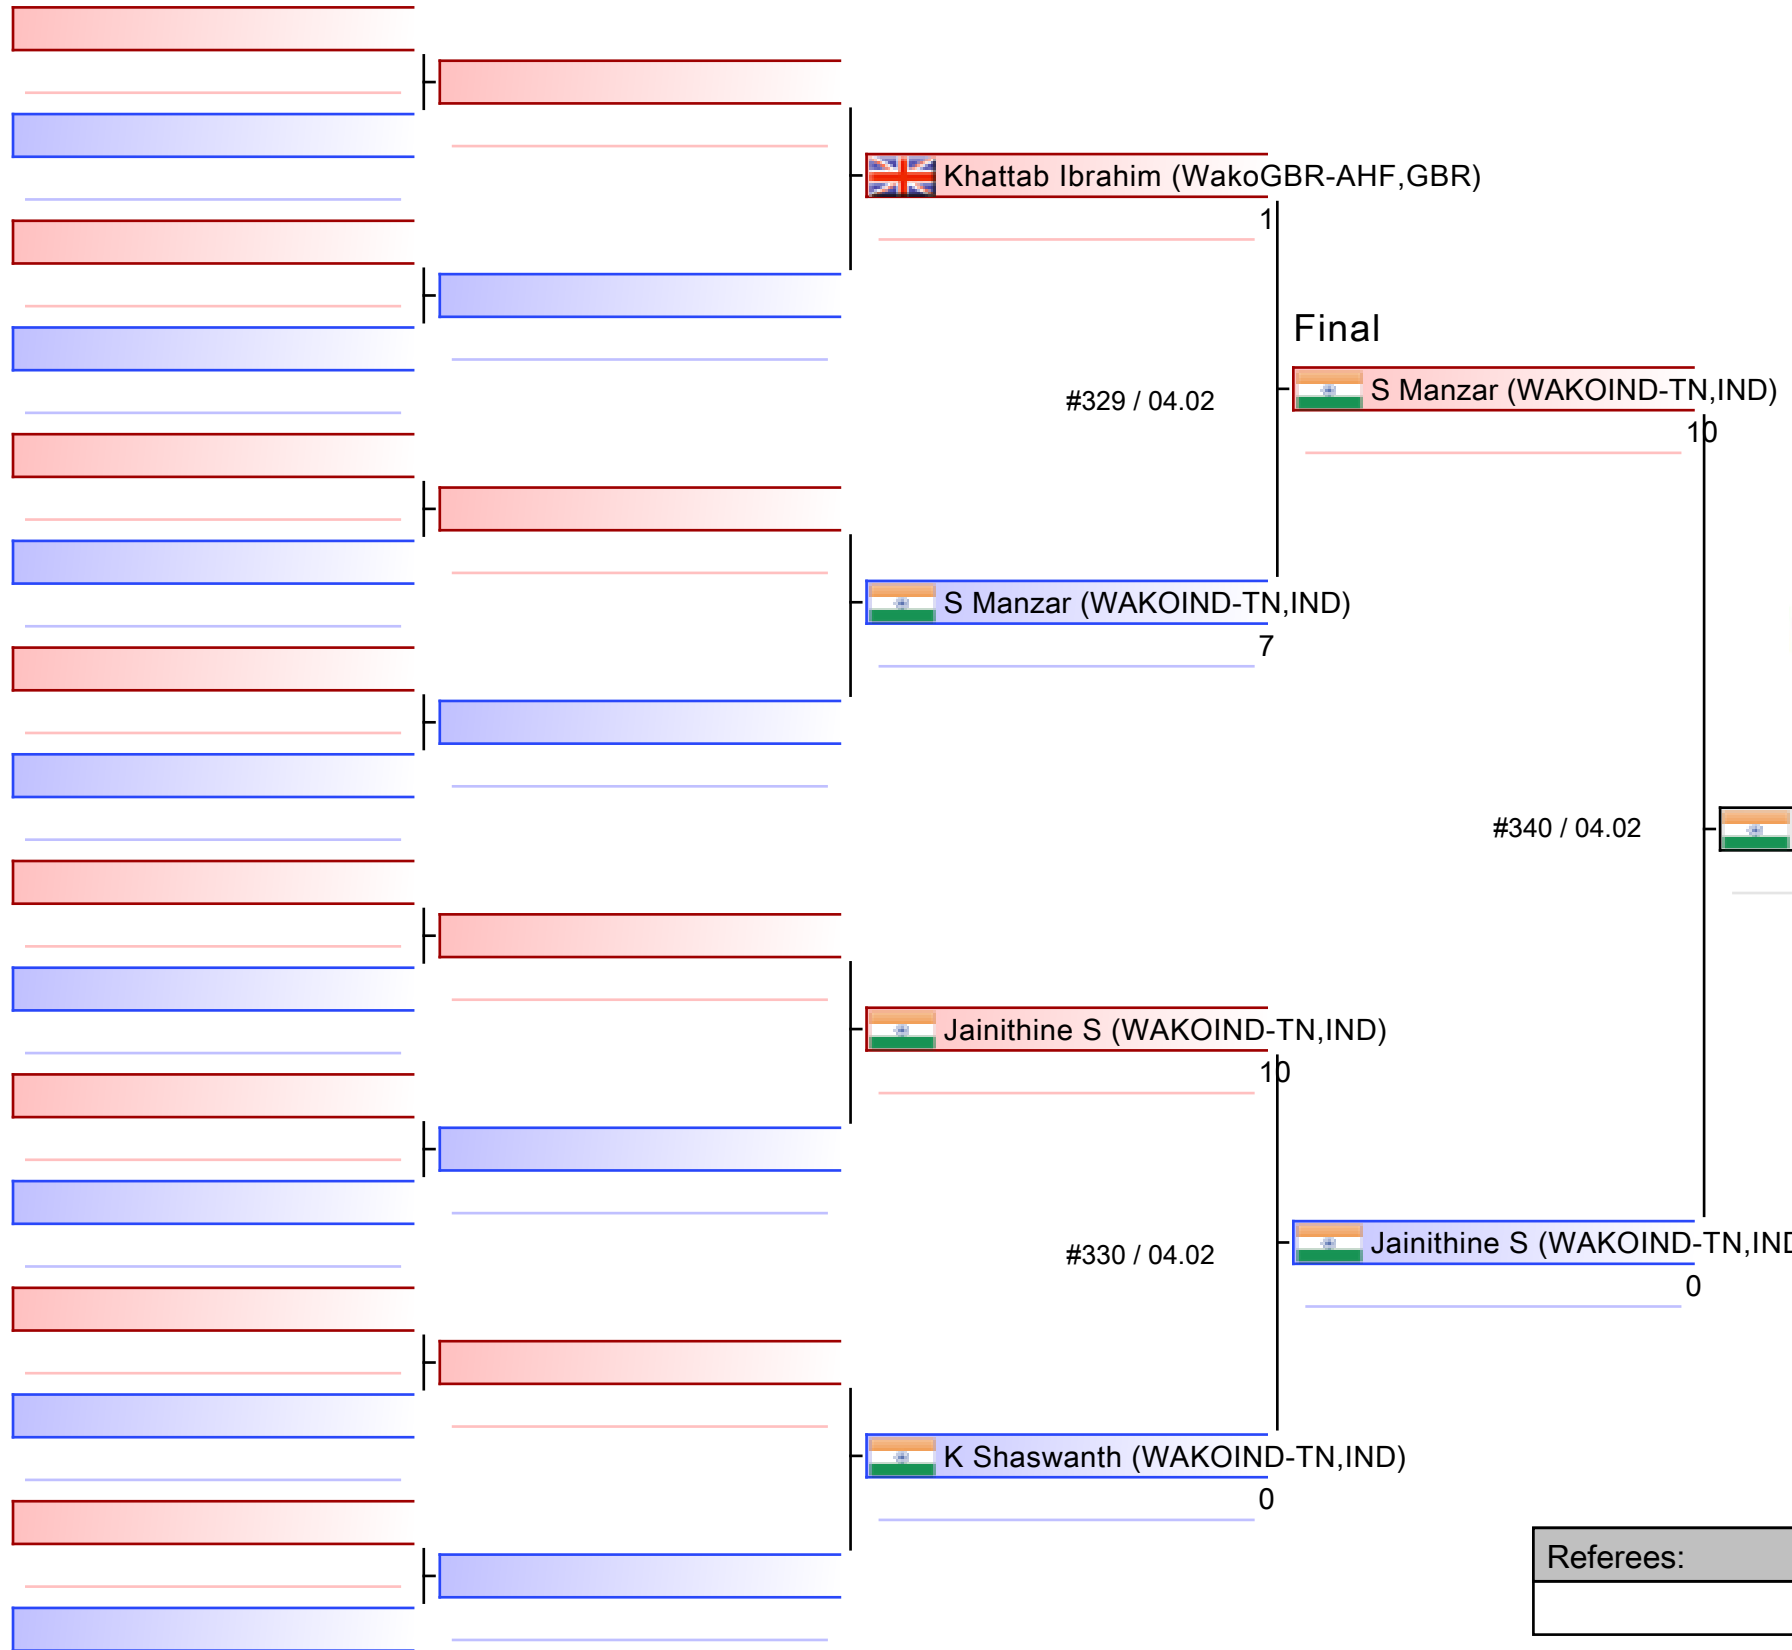 Khattab Ibrahim (WakoGBR-AHF,GBR)
1
Final
S Manzar (WAKOIND-TN,IND)
#329 / 04.02
10
S Manzar (WAKOIND-TN,IND)
7
#340 / 04.02
Jainithine S (WAKOIND-TN,IND)
10
Jainithine S (WAKOIND-TN,IND
#330 / 04.02
0
K Shaswanth (WAKOIND-TN,IND)
0
Referees: